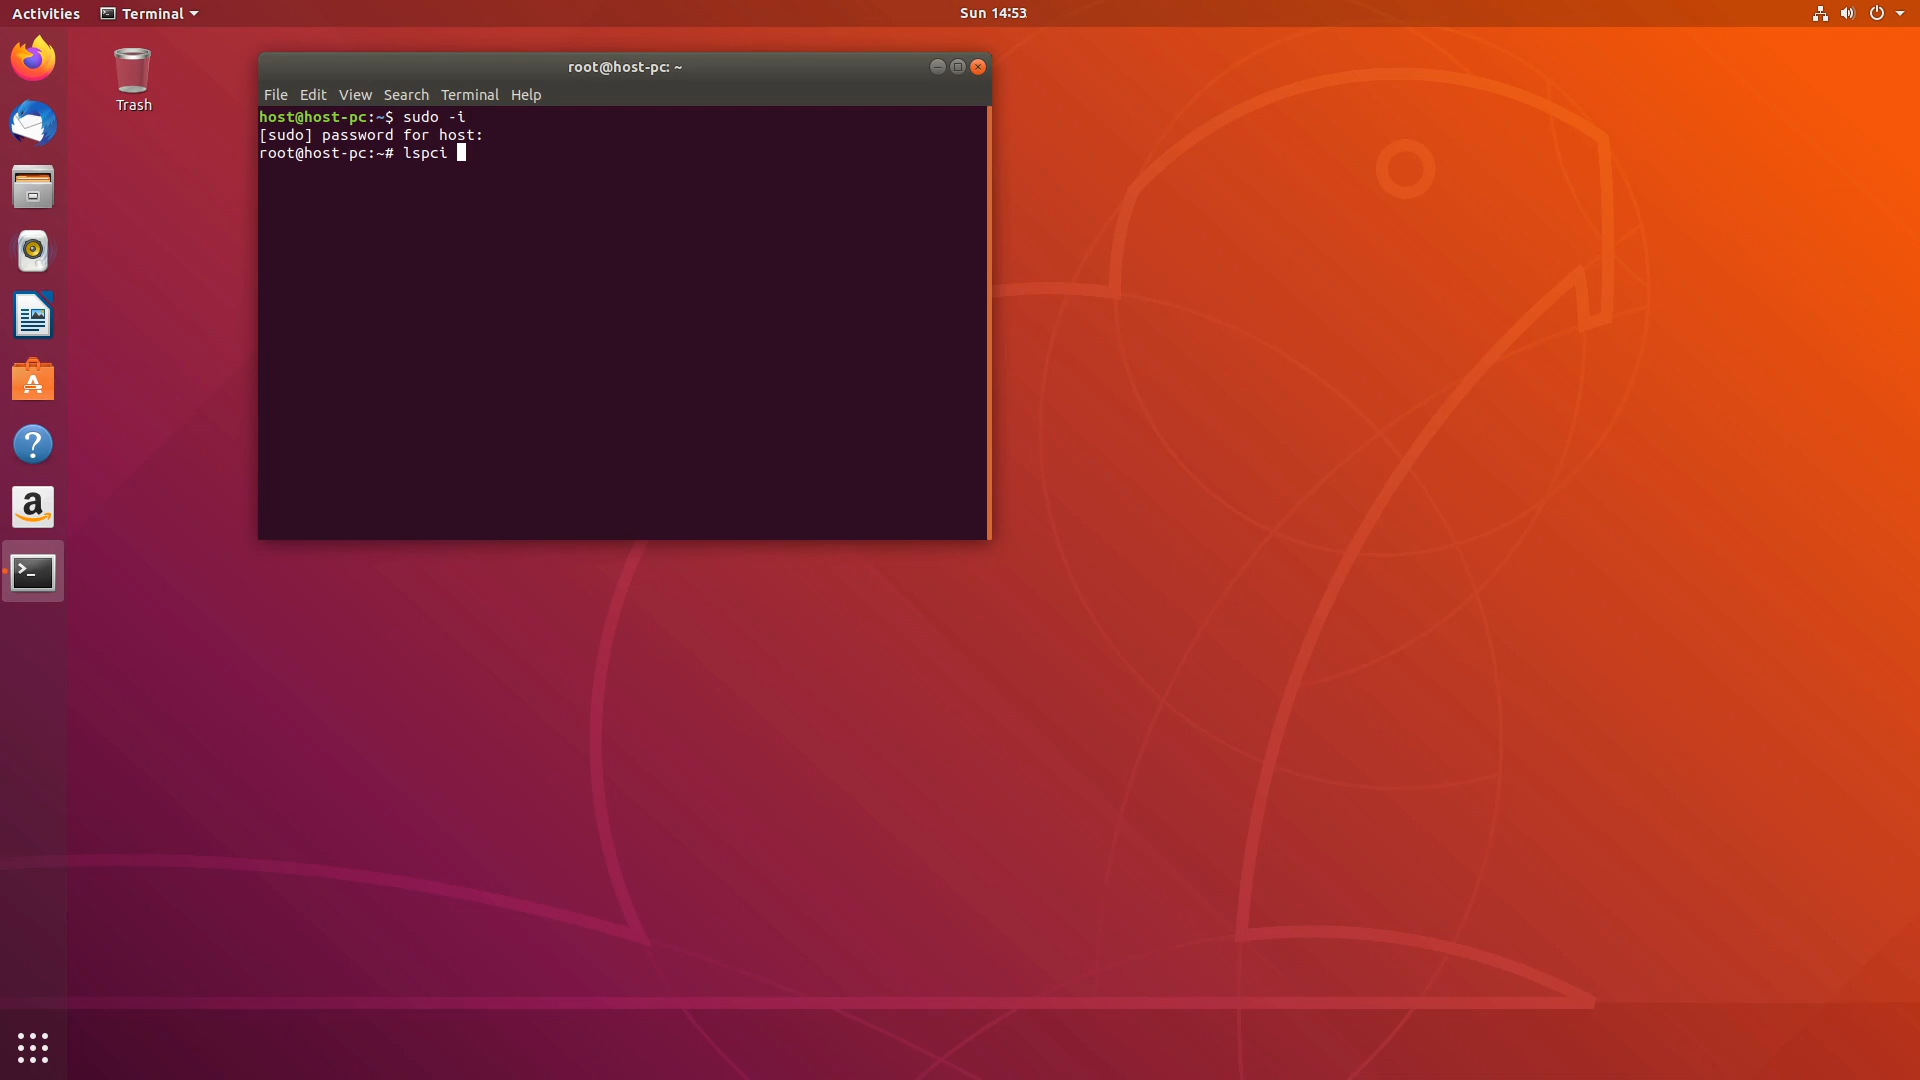 Activities
Terminal
Sun 14:53
Trash
root@host-pc: ~
File Edit View Search Terminal Help
host@host-pc:~$ sudo -i
[sudo] password for host:
root@host-pc:~# lspci